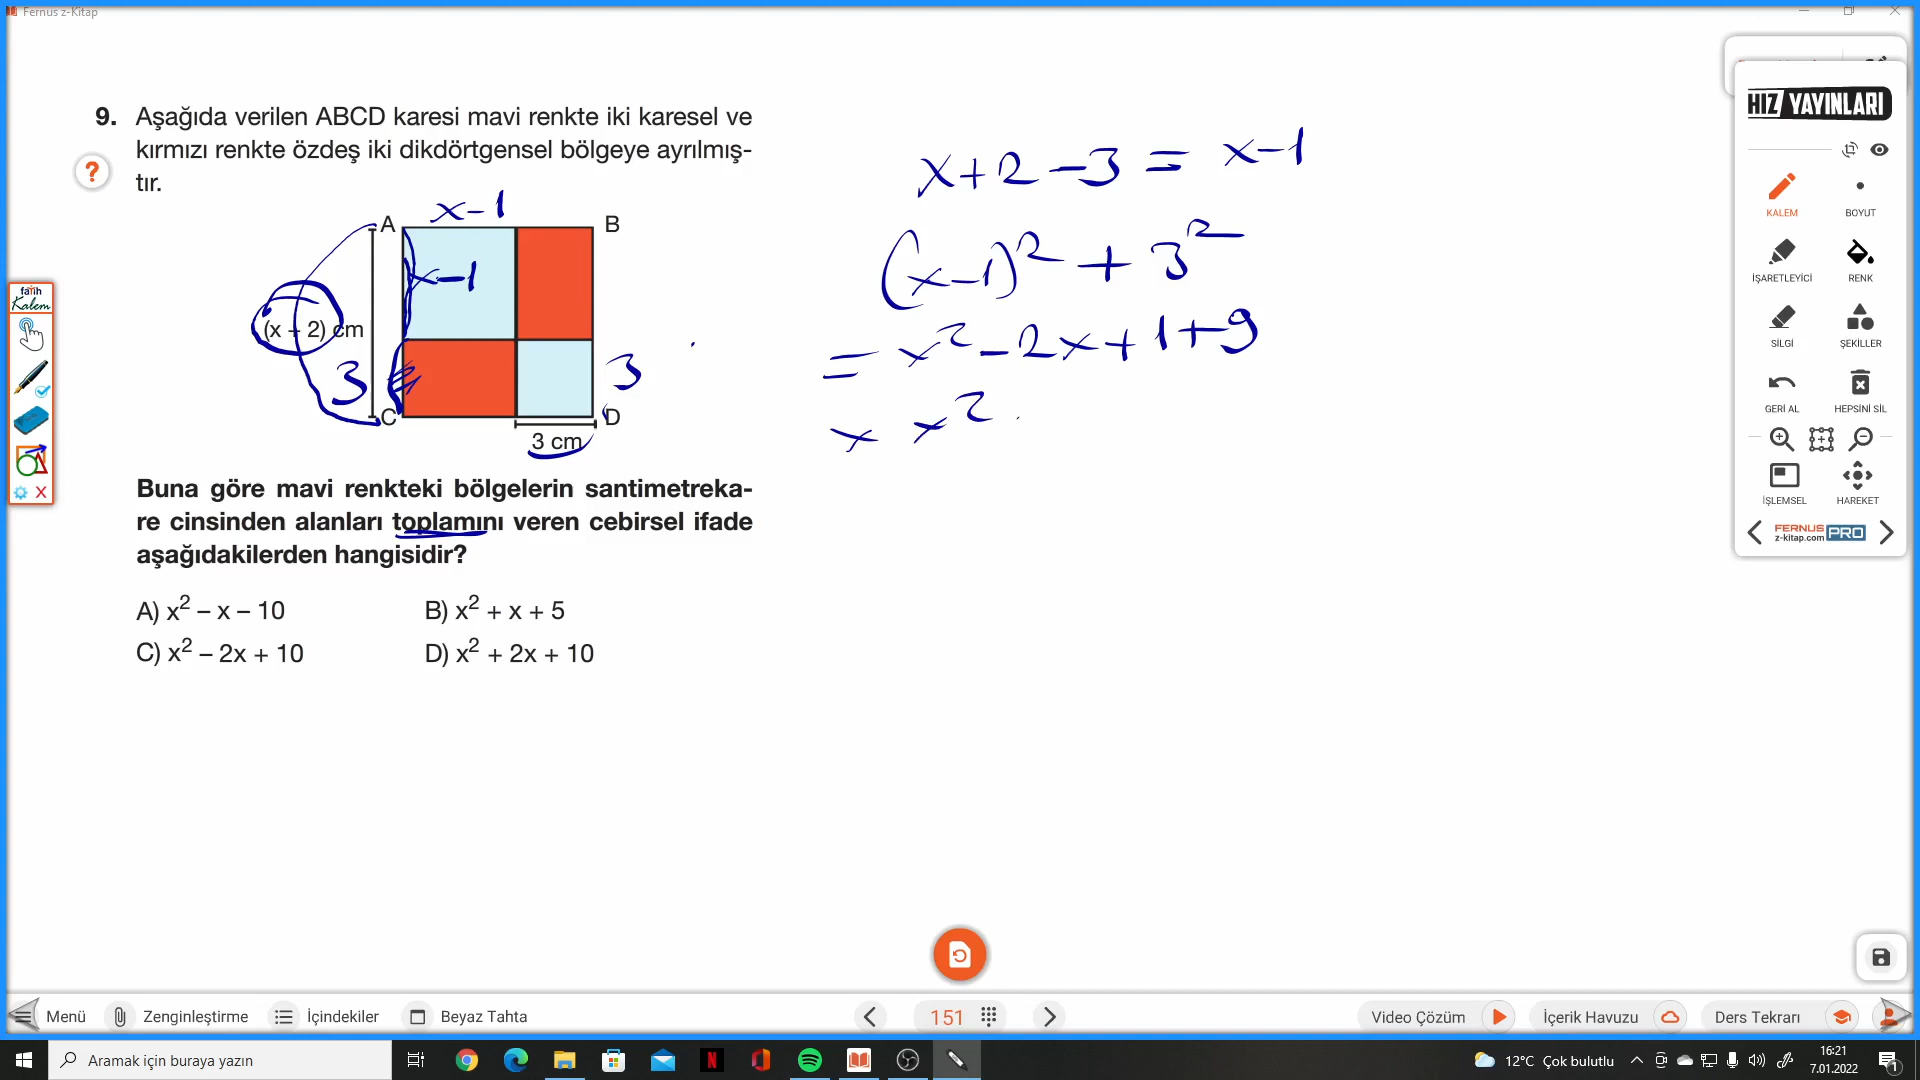 Fernus z-Kitap
9. Aşağıda verilen ABCD karesi mavi renkte iki karesel ve
kırmızı renkte özdeş iki dikdörtgensel bölgeye ayrılmış-
tır.
?
x-1
A
B
x-1
(x + 2) cm
3
3
C
D
3 cm
x+2-3 = x-1
(x-1)² + 3²
= x² - 2x + 1 + 9
x x²
Buna göre mavi renkteki bölgelerin santimetreka-
re cinsinden alanları toplamını veren cebirsel ifade
aşağıdakilerden hangisidir?
A) x² – x – 10
B) x² + x + 5
C) x² – 2x + 10
D) x² + 2x + 10
fatih
Kalem
X
HIZ YAYINLARI
KALEM
BOYUT
İŞARETLEYİCİ
RENK
SİLGİ
ŞEKİLLER
GERİ AL
HEPSİNİ SİL
İŞLEMSEL
HAREKET
FERNUS
z-kitap.com PRO
Menü
Zenginleştirme
İçindekiler
Beyaz Tahta
151
Video Çözüm
İçerik Havuzu
Ders Tekrarı
Aramak için buraya yazın
12°C Çok bulutlu
16:21
7.01.2022
1